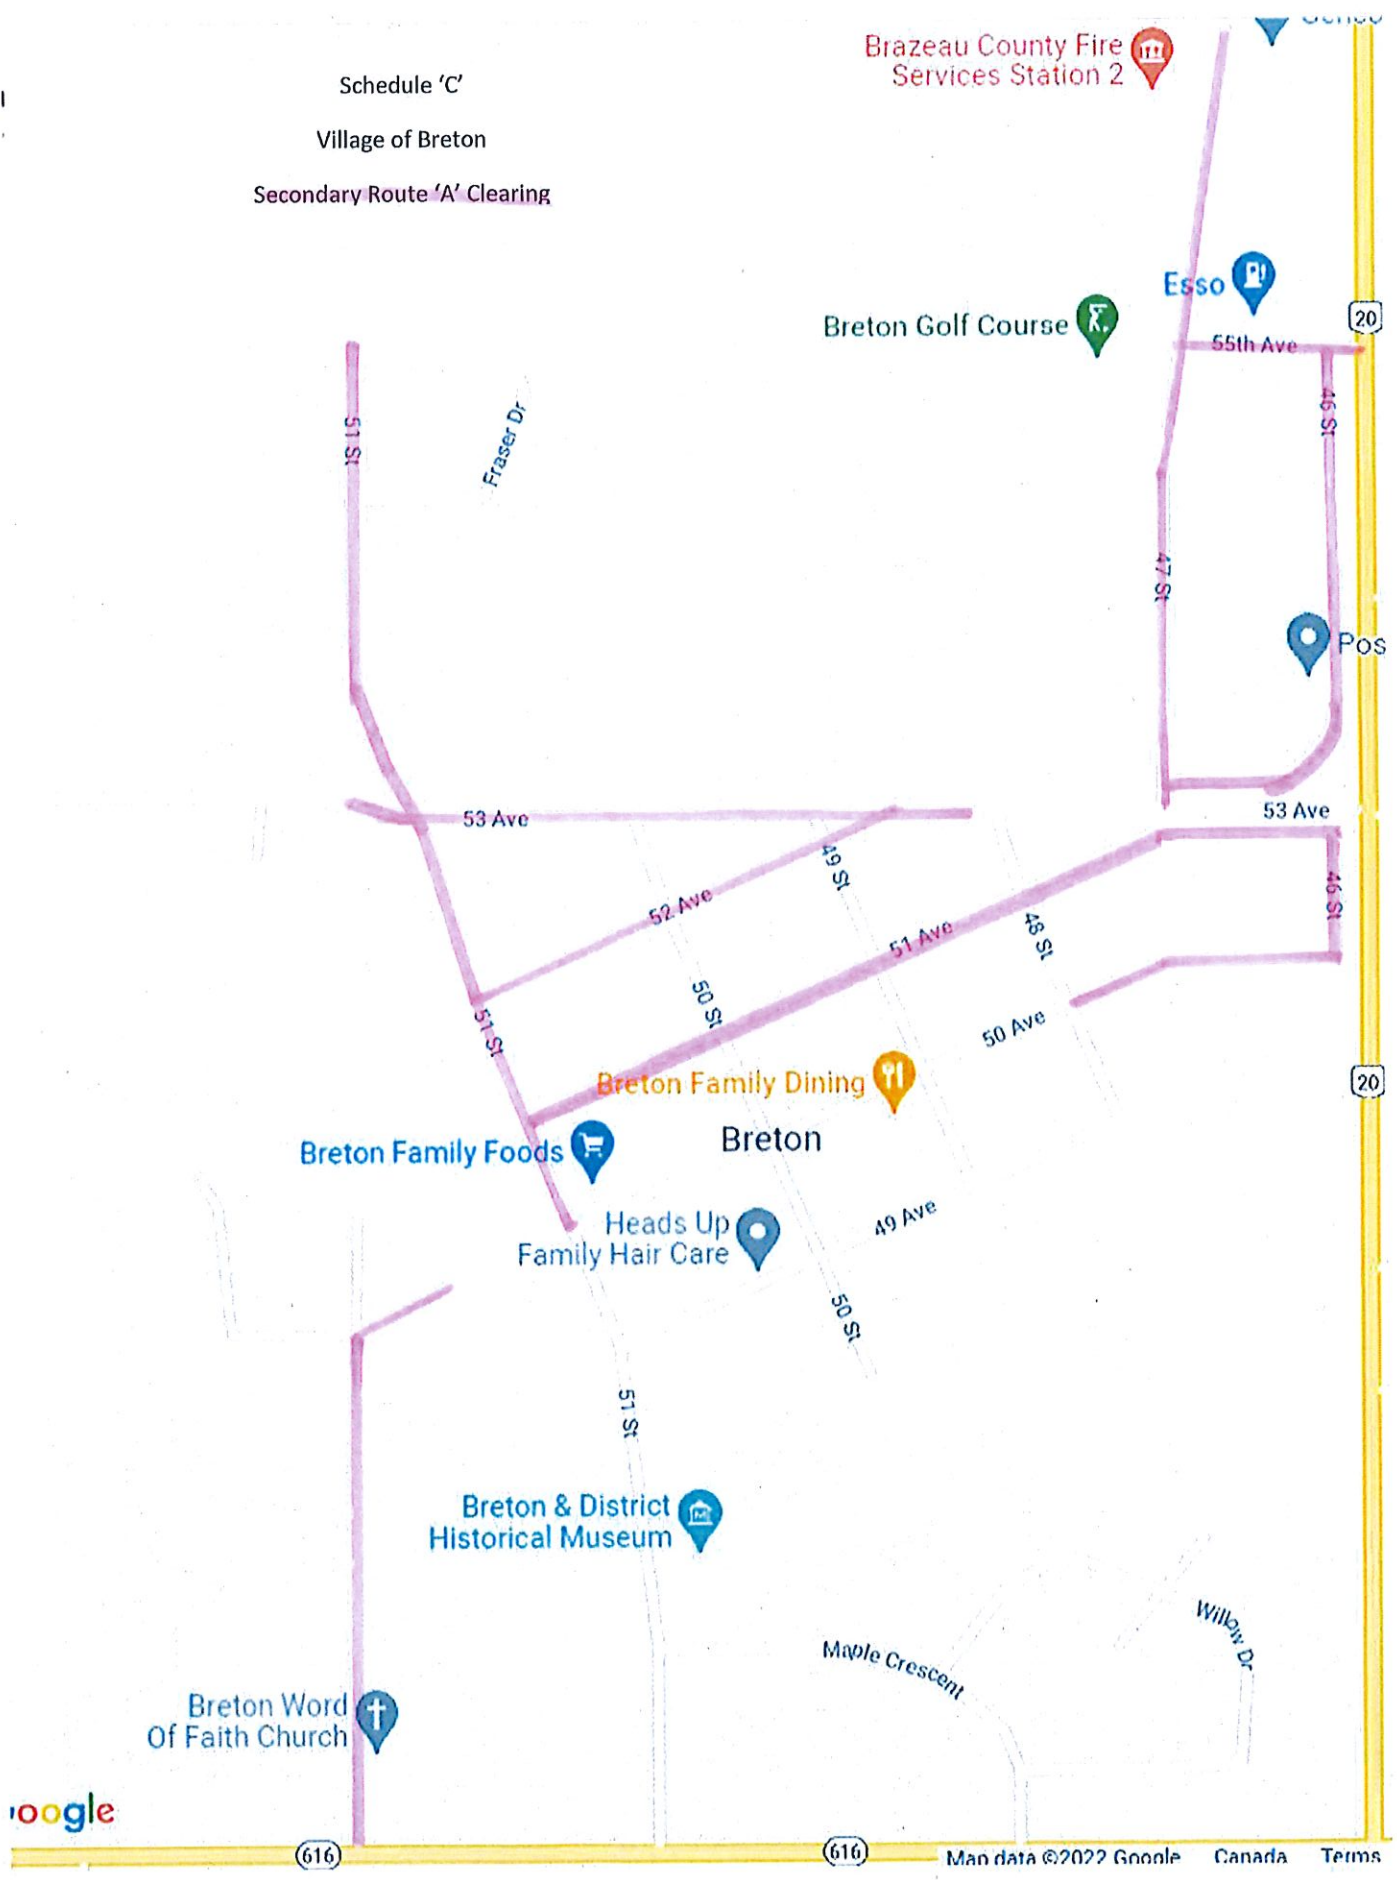 Brazeau County Fire
Services Station 2
Schedule ‘C’
Village of Breton
Secondary Route ‘A’ Clearing
Esso
20
Breton Golf Course
55th Ave
46 St
51 St
Fraser Dr
47 St
Pos
53 Ave
53 Ave
49 St
52 Ave
46 St
51 Ave
48 St
50 St
51 St
50 Ave
Breton Family Dining
20
Breton
Breton Family Foods
49 Ave
Heads Up
Family Hair Care
50 St
51 St
Breton & District
Historical Museum
Willow Dr
Maple Crescent
Breton Word
Of Faith Church
oogle
616
616
Map data ©2022 Google
Canada
Terms